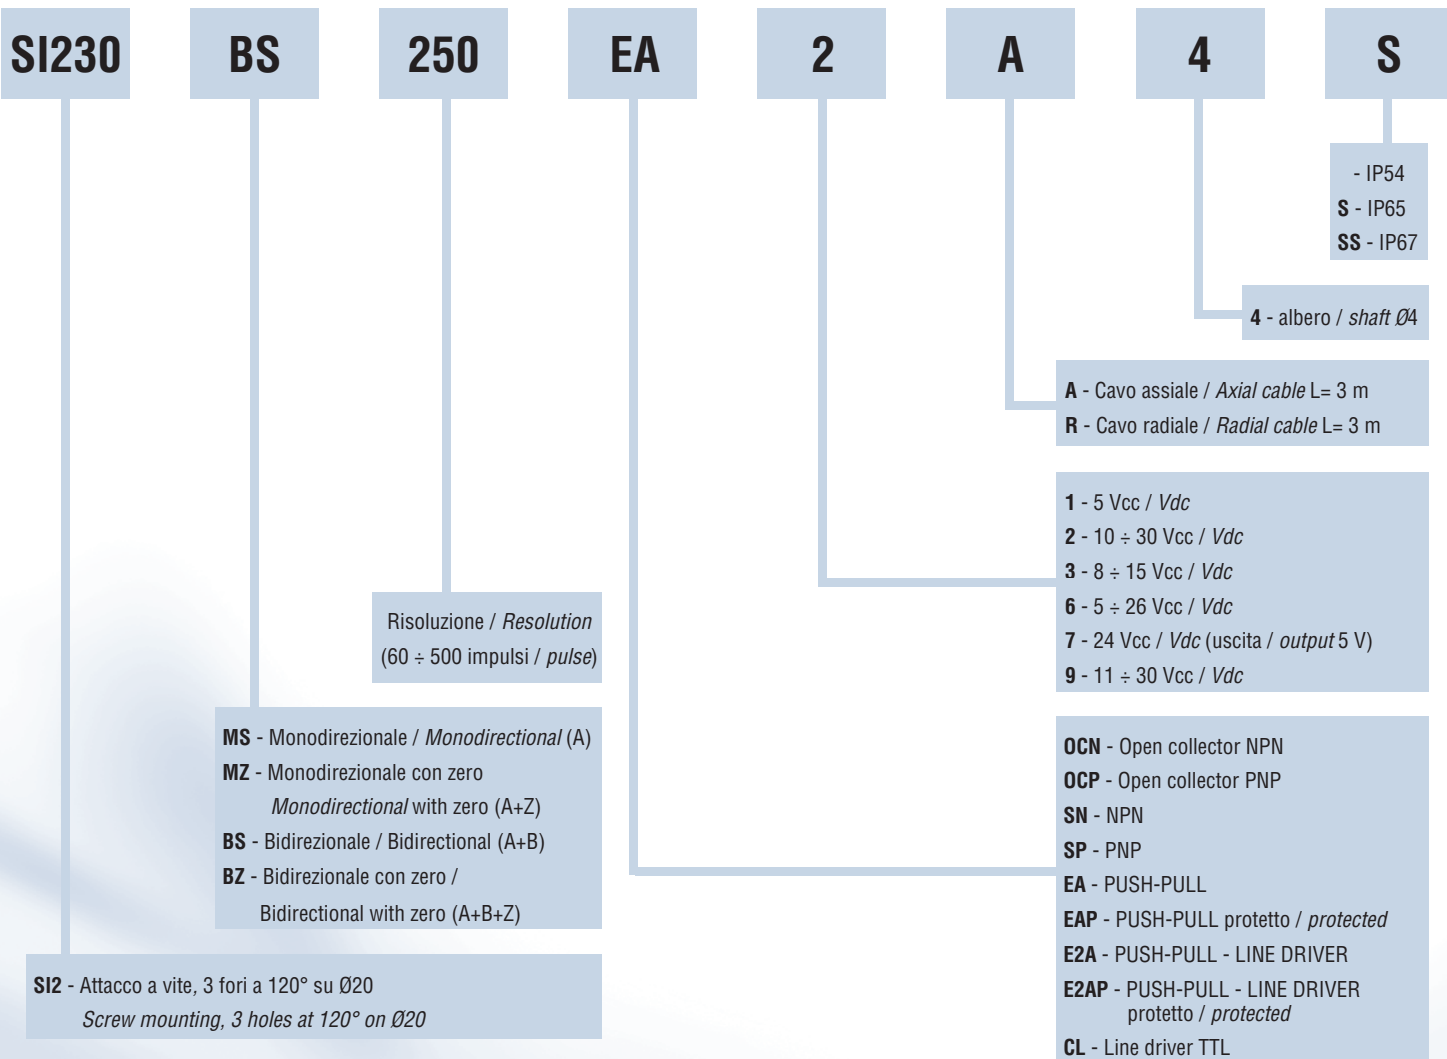 SI230 BS 250 EA 2 A 4 S
- IP54
S - IP65
SS - IP67
4 - albero / shaft Ø4
A - Cavo assiale / Axial cable L= 3 m
R - Cavo radiale / Radial cable L= 3 m
1 - 5 Vcc / Vdc
2 - 10 ÷ 30 Vcc / Vdc
3 - 8 ÷ 15 Vcc / Vdc
6 - 5 ÷ 26 Vcc / Vdc
7 - 24 Vcc / Vdc (uscita / output 5 V)
9 - 11 ÷ 30 Vcc / Vdc
Risoluzione / Resolution
(60 ÷ 500 impulsi / pulse)
MS - Monodirezionale / Monodirectional (A)
MZ - Monodirezionale con zero
Monodirectional with zero (A+Z)
BS - Bidirezionale / Bidirectional (A+B)
BZ - Bidirezionale con zero /
Bidirectional with zero (A+B+Z)
OCN - Open collector NPN
OCP - Open collector PNP
SN - NPN
SP - PNP
EA - PUSH-PULL
EAP - PUSH-PULL protetto / protected
E2A - PUSH-PULL - LINE DRIVER
E2AP - PUSH-PULL - LINE DRIVER
protetto / protected
CL - Line driver TTL
SI2 - Attacco a vite, 3 fori a 120° su Ø20
Screw mounting, 3 holes at 120° on Ø20